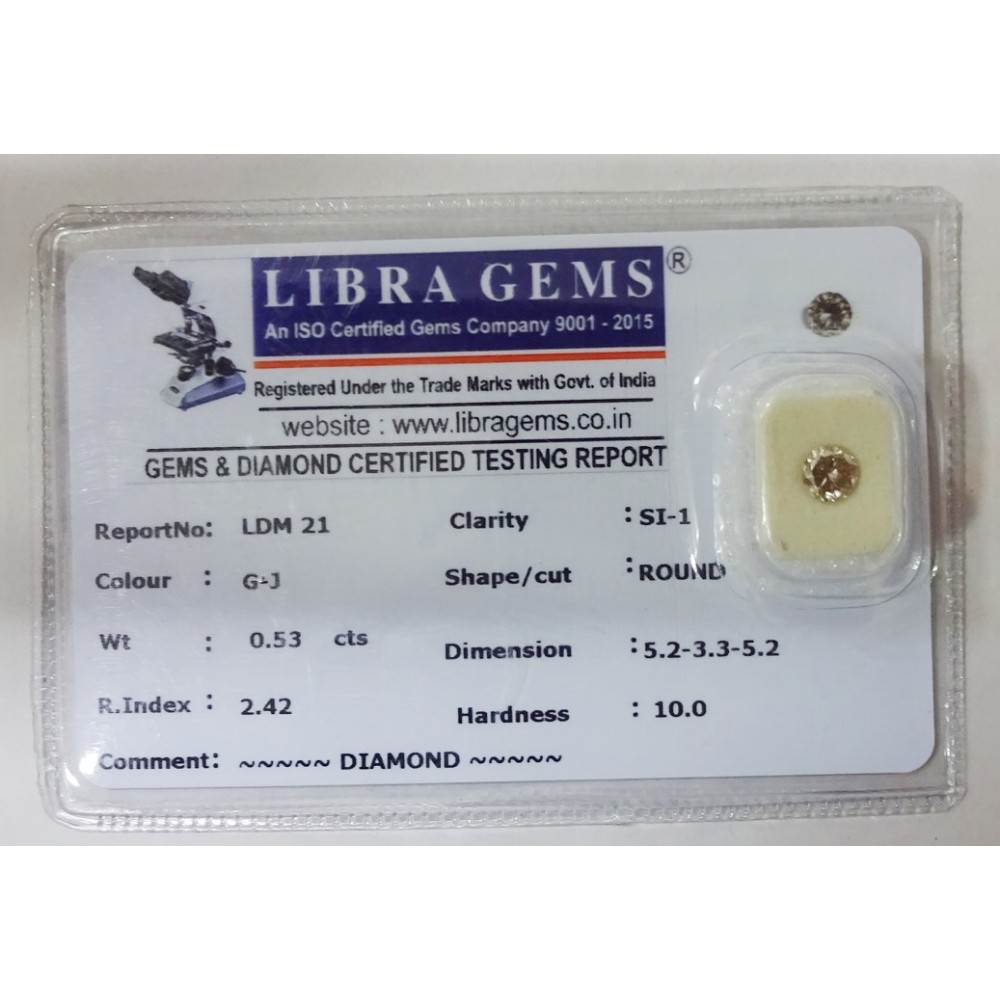 LIBRA GEMS ®
An ISO Certified Gems Company 9001 - 2015
Registered Under the Trade Marks with Govt. of India
website : www.libragems.co.in
GEMS & DIAMOND CERTIFIED TESTING REPORT
ReportNo: LDM 21 Clarity : SI-1
Colour : G-J Shape/cut : ROUND
Wt : 0.53 cts Dimension : 5.2-3.3-5.2
R.Index : 2.42 Hardness : 10.0
Comment: ~~~~~ DIAMOND ~~~~~